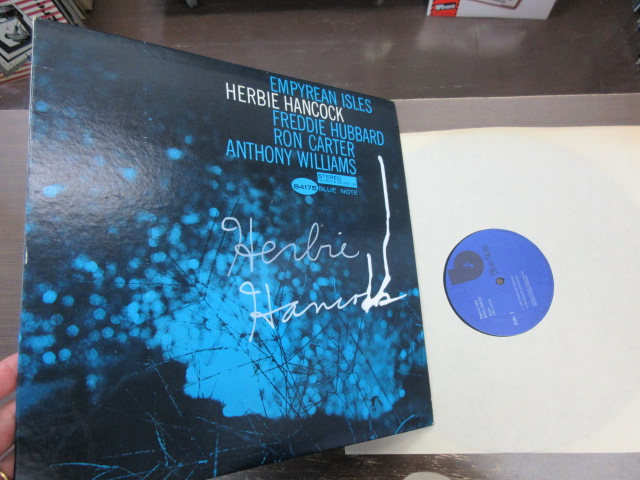 EMPYREAN ISLES
HERBIE HANCOCK
FREDDIE HUBBARD
RON CARTER
ANTHONY WILLIAMS
STEREO
84175 BLUE NOTE
Herbie
Hancock